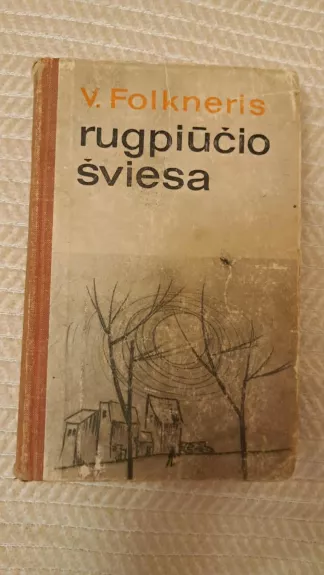 V. Folkneris
rugpiūčio
šviesa